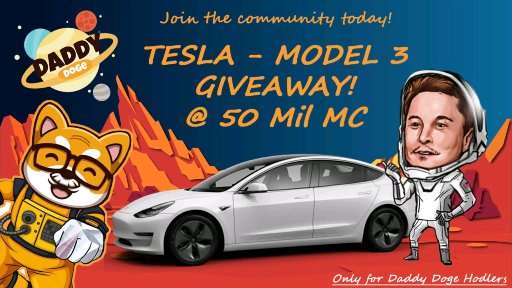 Join the community today!
DADDY
DOGE
TESLA - MODEL 3
GIVEAWAY!
@ 50 Mil MC
Only for Daddy Doge Hodlers